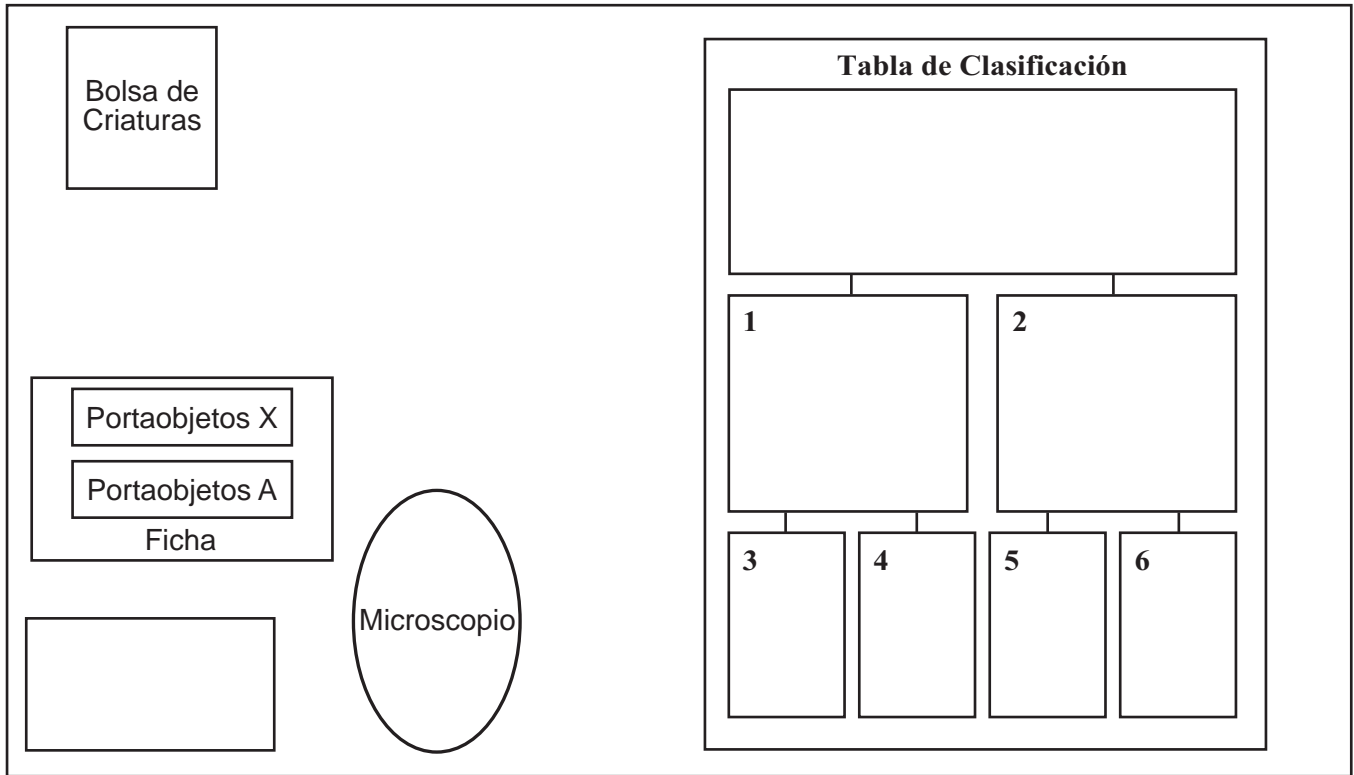 Bolsa de
Criaturas
Tabla de Clasificación
1
2
Portaobjetos X
Portaobjetos A
Ficha
3
4
5
6
Microscopio